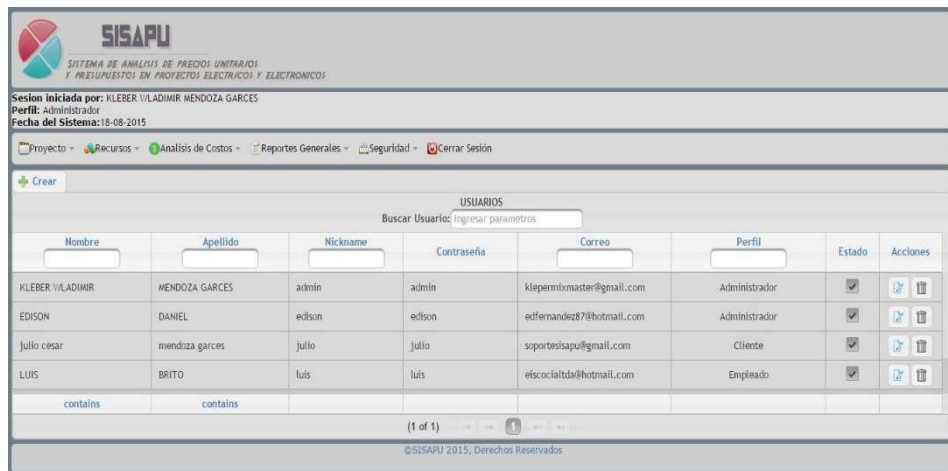 SISAPU
SISTEMA DE ANALISIS DE PRECIOS UNITARIOS
Y PRESUPUESTOS EN PROYECTOS ELECTRICOS Y ELECTRONICOS
Sesion iniciada por: KLEBER WLADIMIR MENDOZA GARCES
Perfil: Administrador
Fecha del Sistema:18-08-2015
Proyecto Recursos Analisis de Costos Reportes Generales Seguridad Cerrar Sesión
Crear
USUARIOS
Buscar Usuario: Ingresar parametros
Nombre Apellido Nickname Contraseña Correo Perfil Estado Acciones
KLEBER WLADIMIR MENDOZA GARCES admin admin klepermixmaster@gmail.com Administrador
EDISON DANIEL edison edison edfernandez87@hotmail.com Administrador
julio cesar mendoza garces julio julio soportesisapu@gmail.com Cliente
LUIS BRITO luis luis eiscocialtda@hotmail.com Empleado
contains contains
(1 of 1) 1
©SISAPU 2015, Derechos Reservados